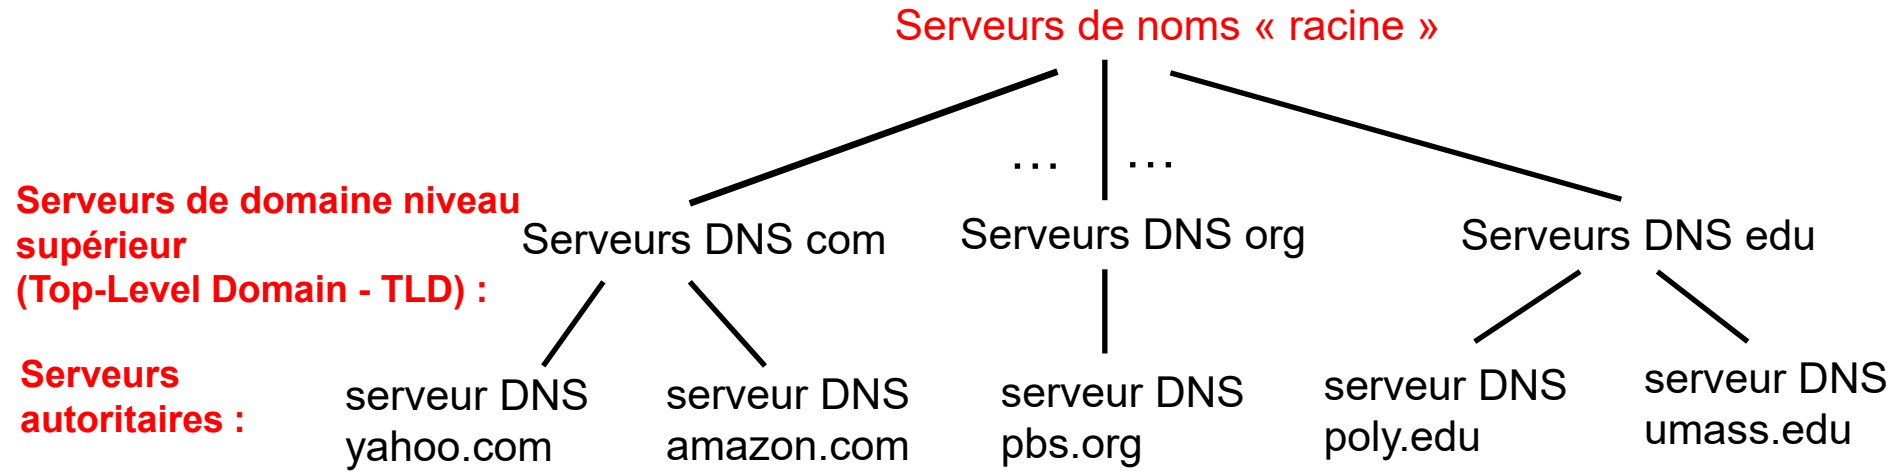 Serveurs de noms « racine »
... ...
Serveurs de domaine niveau
supérieur
(Top-Level Domain - TLD) :
Serveurs DNS com
Serveurs DNS org
Serveurs DNS edu
Serveurs
autoritaires :
serveur DNS
yahoo.com
serveur DNS
amazon.com
serveur DNS
pbs.org
serveur DNS
poly.edu
serveur DNS
umass.edu